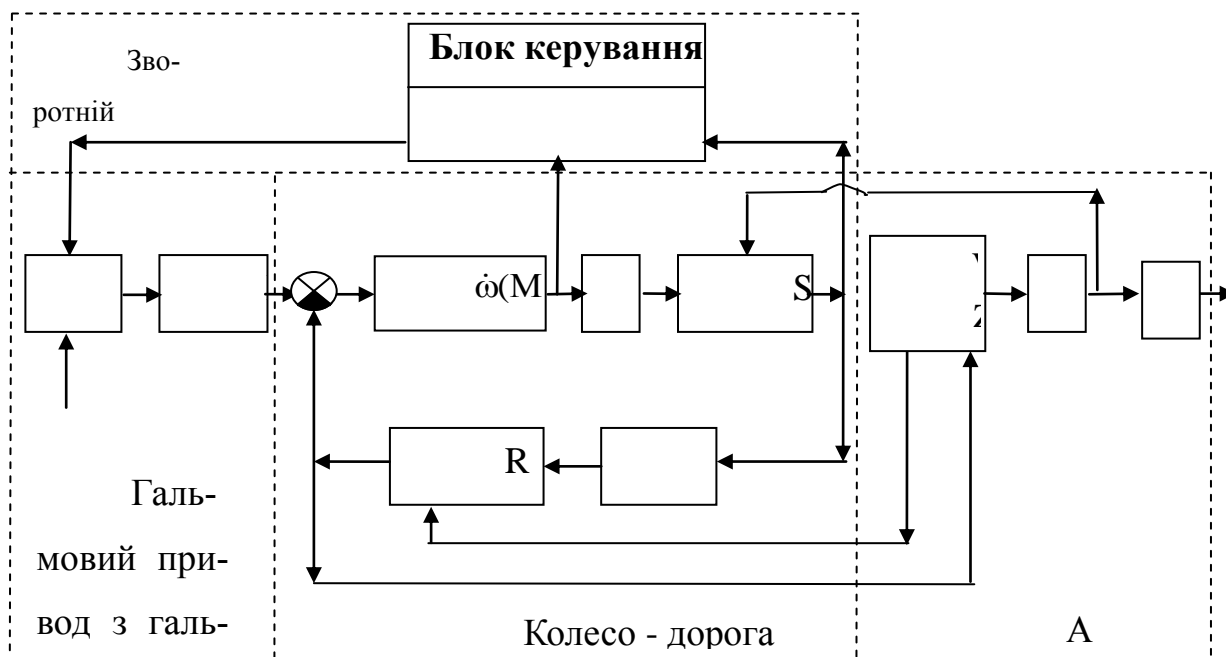 Зво-
ротній
Блок керування
ω̇(M
S
R
Галь-
мовий при-
вод з галь-
Колесо - дорога
А